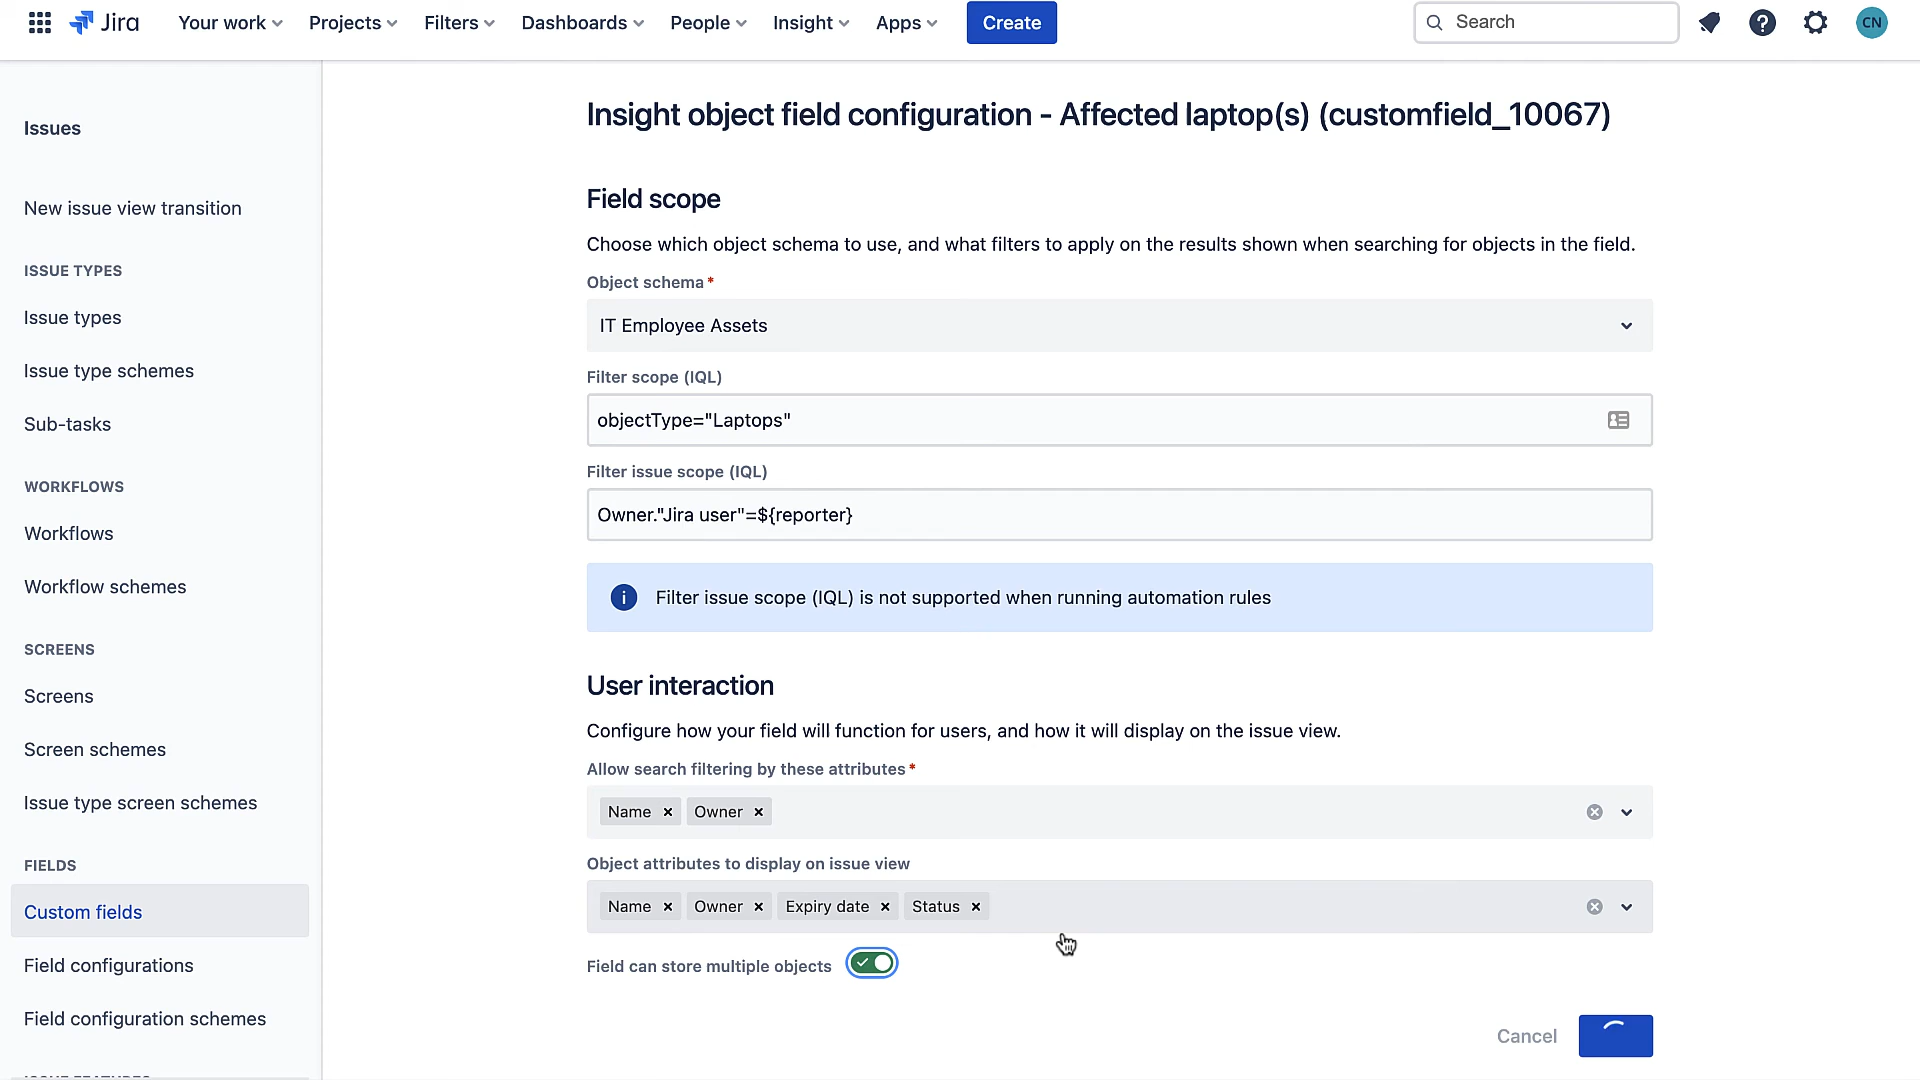 Jira
Your work
Projects
Filters
Dashboards
People
Insight
Apps
Create
Search
CN
Issues
New issue view transition
ISSUE TYPES
Issue types
Issue type schemes
Sub-tasks
WORKFLOWS
Workflows
Workflow schemes
SCREENS
Screens
Screen schemes
Issue type screen schemes
FIELDS
Custom fields
Field configurations
Field configuration schemes
Insight object field configuration - Affected laptop(s) (customfield_10067)
Field scope
Choose which object schema to use, and what filters to apply on the results shown when searching for objects in the field.
Object schema*
IT Employee Assets
Filter scope (IQL)
objectType="Laptops"
Filter issue scope (IQL)
Owner."Jira user"=${reporter}
Filter issue scope (IQL) is not supported when running automation rules
User interaction
Configure how your field will function for users, and how it will display on the issue view.
Allow search filtering by these attributes*
Name Owner
Object attributes to display on issue view
Name Owner Expiry date Status
Field can store multiple objects
Cancel